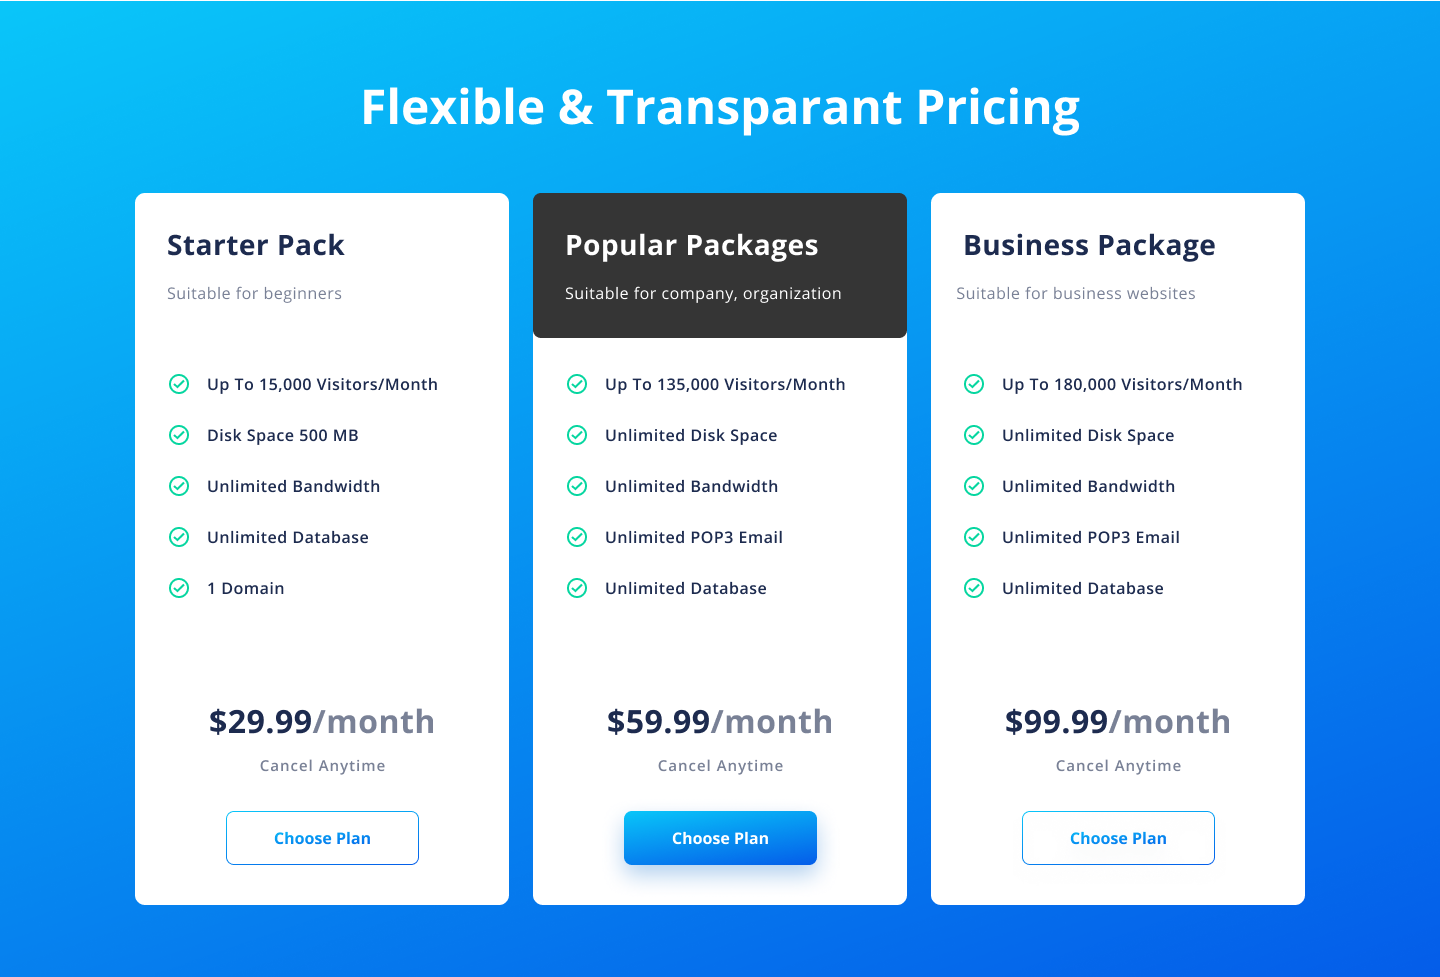 Flexible & Transparant Pricing
Starter Pack
Suitable for beginners
Up To 15,000 Visitors/Month
Disk Space 500 MB
Unlimited Bandwidth
Unlimited Database
1 Domain
$29.99/month
Cancel Anytime
Choose Plan
Popular Packages
Suitable for company, organization
Up To 135,000 Visitors/Month
Unlimited Disk Space
Unlimited Bandwidth
Unlimited POP3 Email
Unlimited Database
$59.99/month
Cancel Anytime
Choose Plan
Business Package
Suitable for business websites
Up To 180,000 Visitors/Month
Unlimited Disk Space
Unlimited Bandwidth
Unlimited POP3 Email
Unlimited Database
$99.99/month
Cancel Anytime
Choose Plan